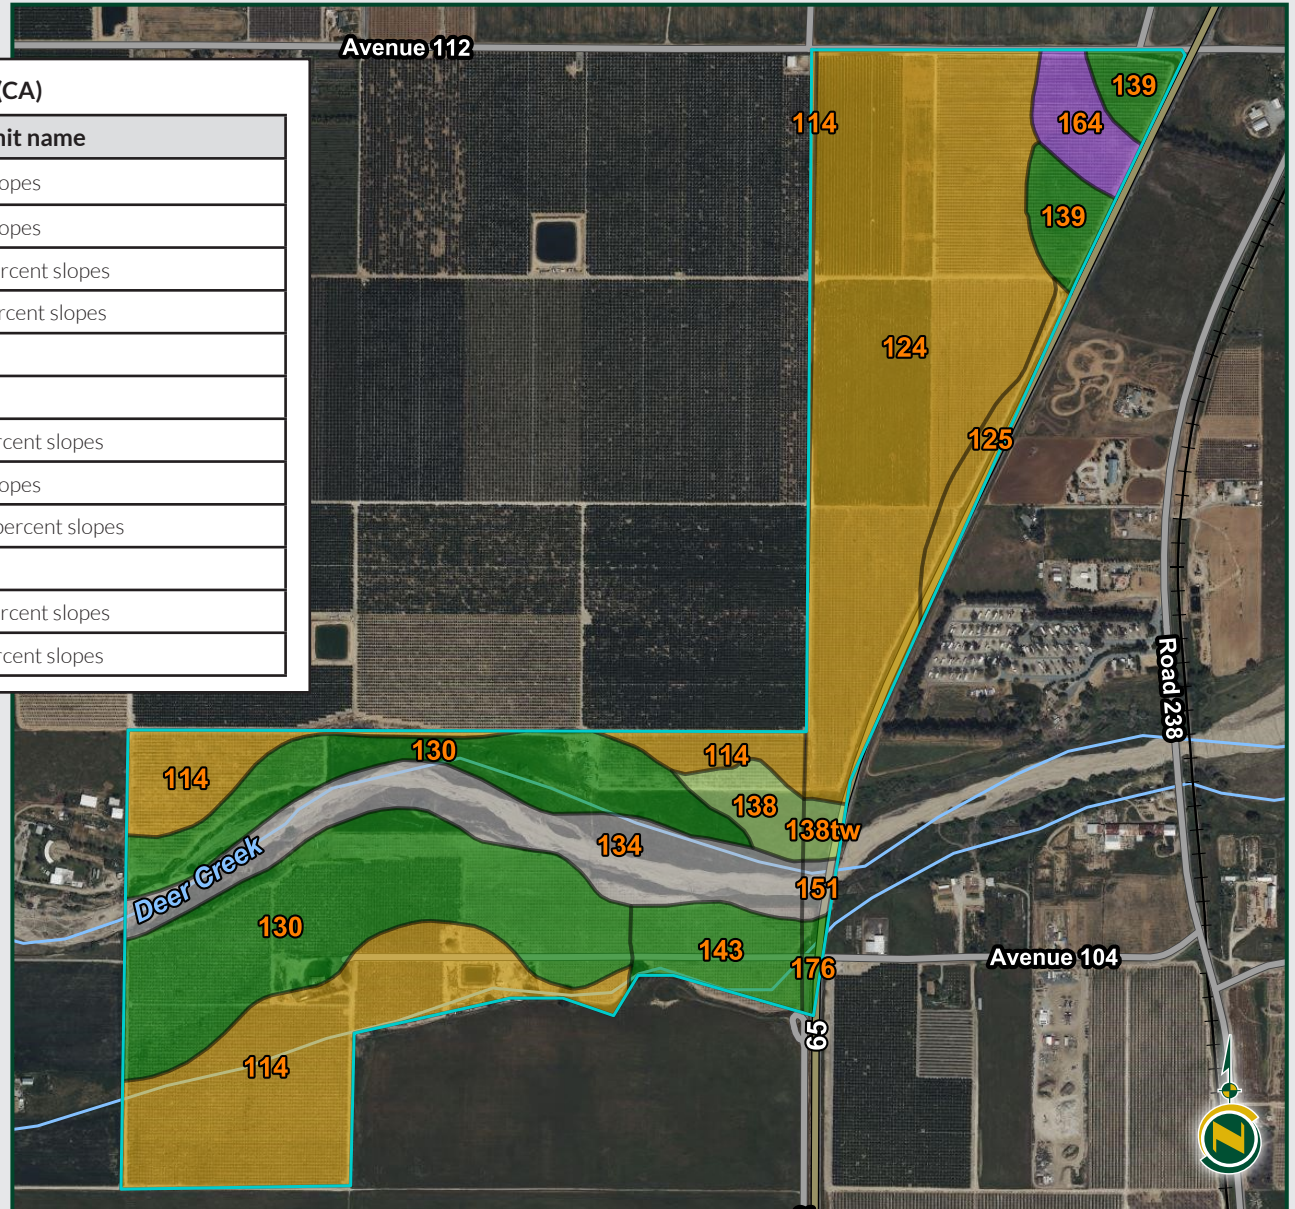 Avenue 112
(CA)
nit name
opes
opes
rcent slopes
rcent slopes
rcent slopes
opes
percent slopes
rcent slopes
rcent slopes
114
164
139
139
124
125
Road 238
130
114
114
138
138tw
134
151
Deer Creek
130
143
176
Avenue 104
65
114